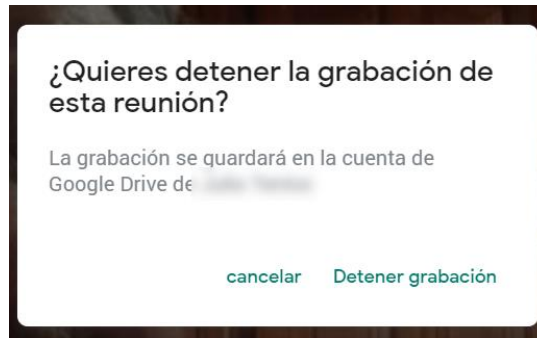 ¿Quieres detener la grabación de
esta reunión?
La grabación se guardará en la cuenta de
Google Drive de
cancelar Detener grabación